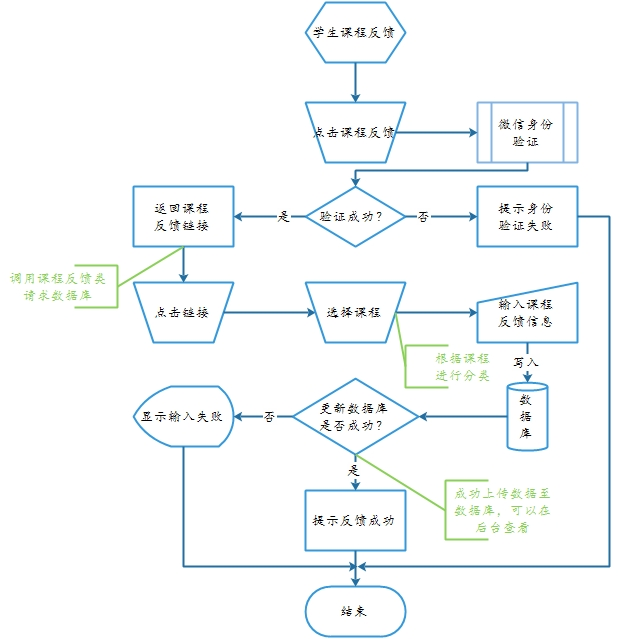 学生课程反馈
点击课程反馈
微信身份
验证
返回课程
反馈链接
是
验证成功？
否
提示身份
验证失败
调用课程反馈类
请求数据库
点击链接
选择课程
输入课程
反馈信息
根据课程
进行分类
写入
数
据
库
显示输入失败
否
更新数据库
是否成功？
是
成功上传数据至
数据库，可以在
后台查看
提示反馈成功
结束